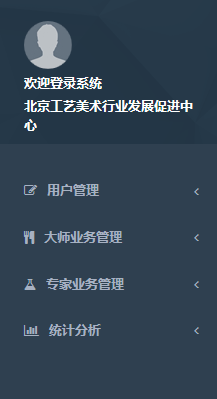 欢迎登录系统
北京工艺美术行业发展促进中
心
用户管理
大师业务管理
专家业务管理
统计分析